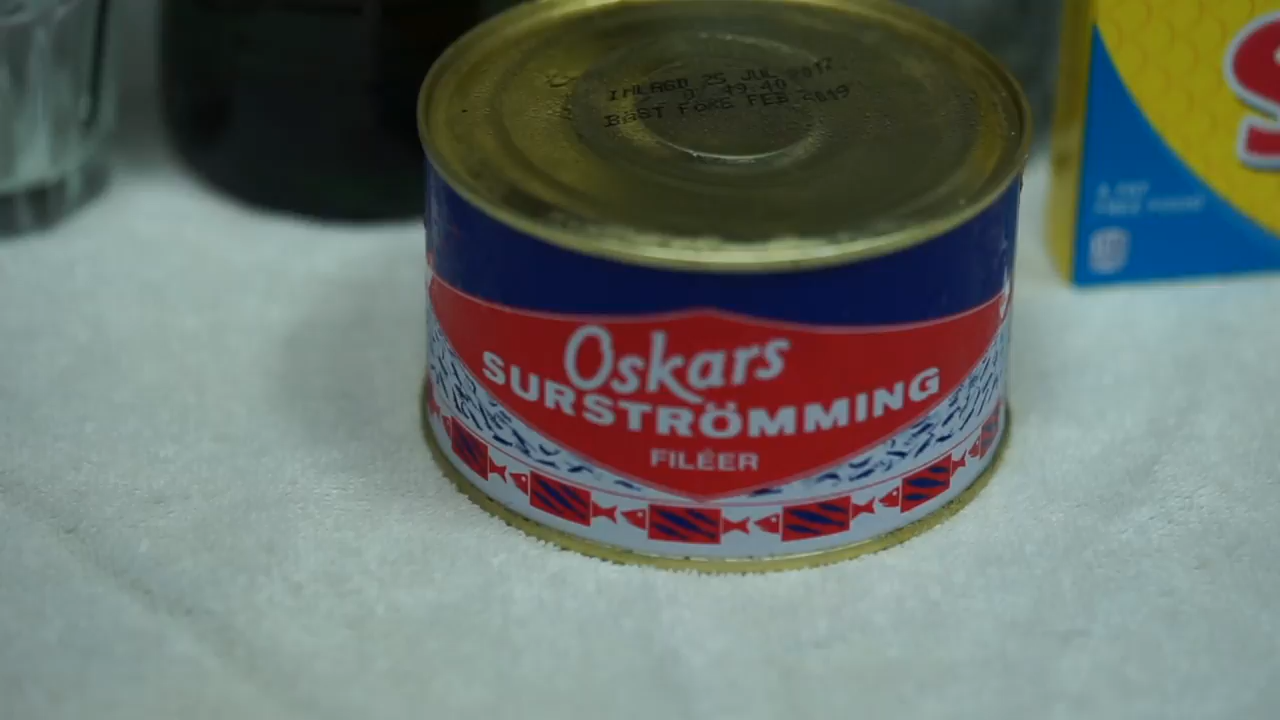 INLAGD 25 JUL 2017
BÄST FÖRE FEB 2019
Oskars
SURSTRÖMMING
FILÉER
S